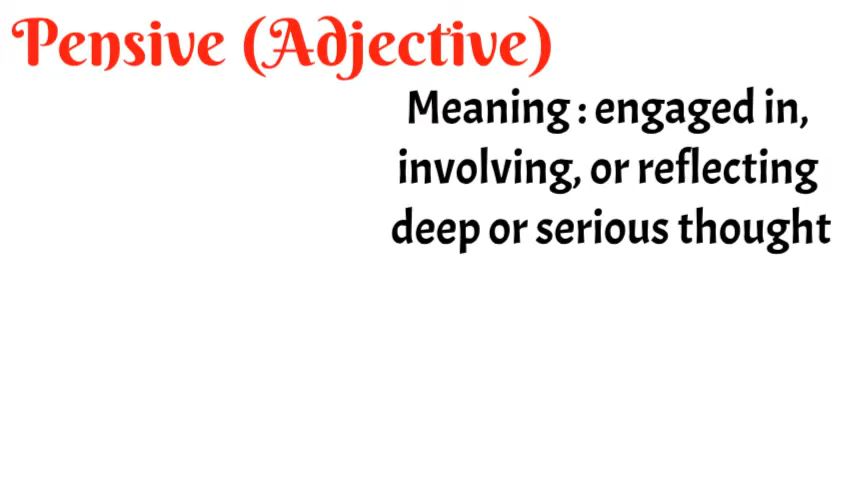 Pensive (Adjective)
Meaning : engaged in,
involving, or reflecting
deep or serious thought